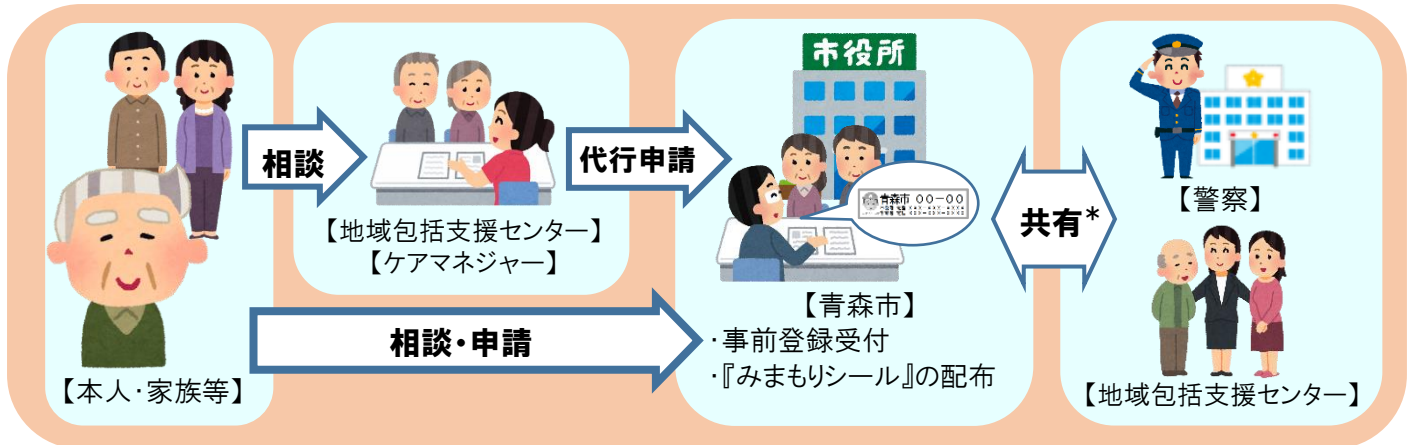 相談
【地域包括支援センター】
【ケアマネジャー】
代行申請
相談・申請
【本人・家族等】
市役所
青森市 00-00
【青森市】
・事前登録受付
・『みまもりシール』の配布
共有*
【警察】
【地域包括支援センター】